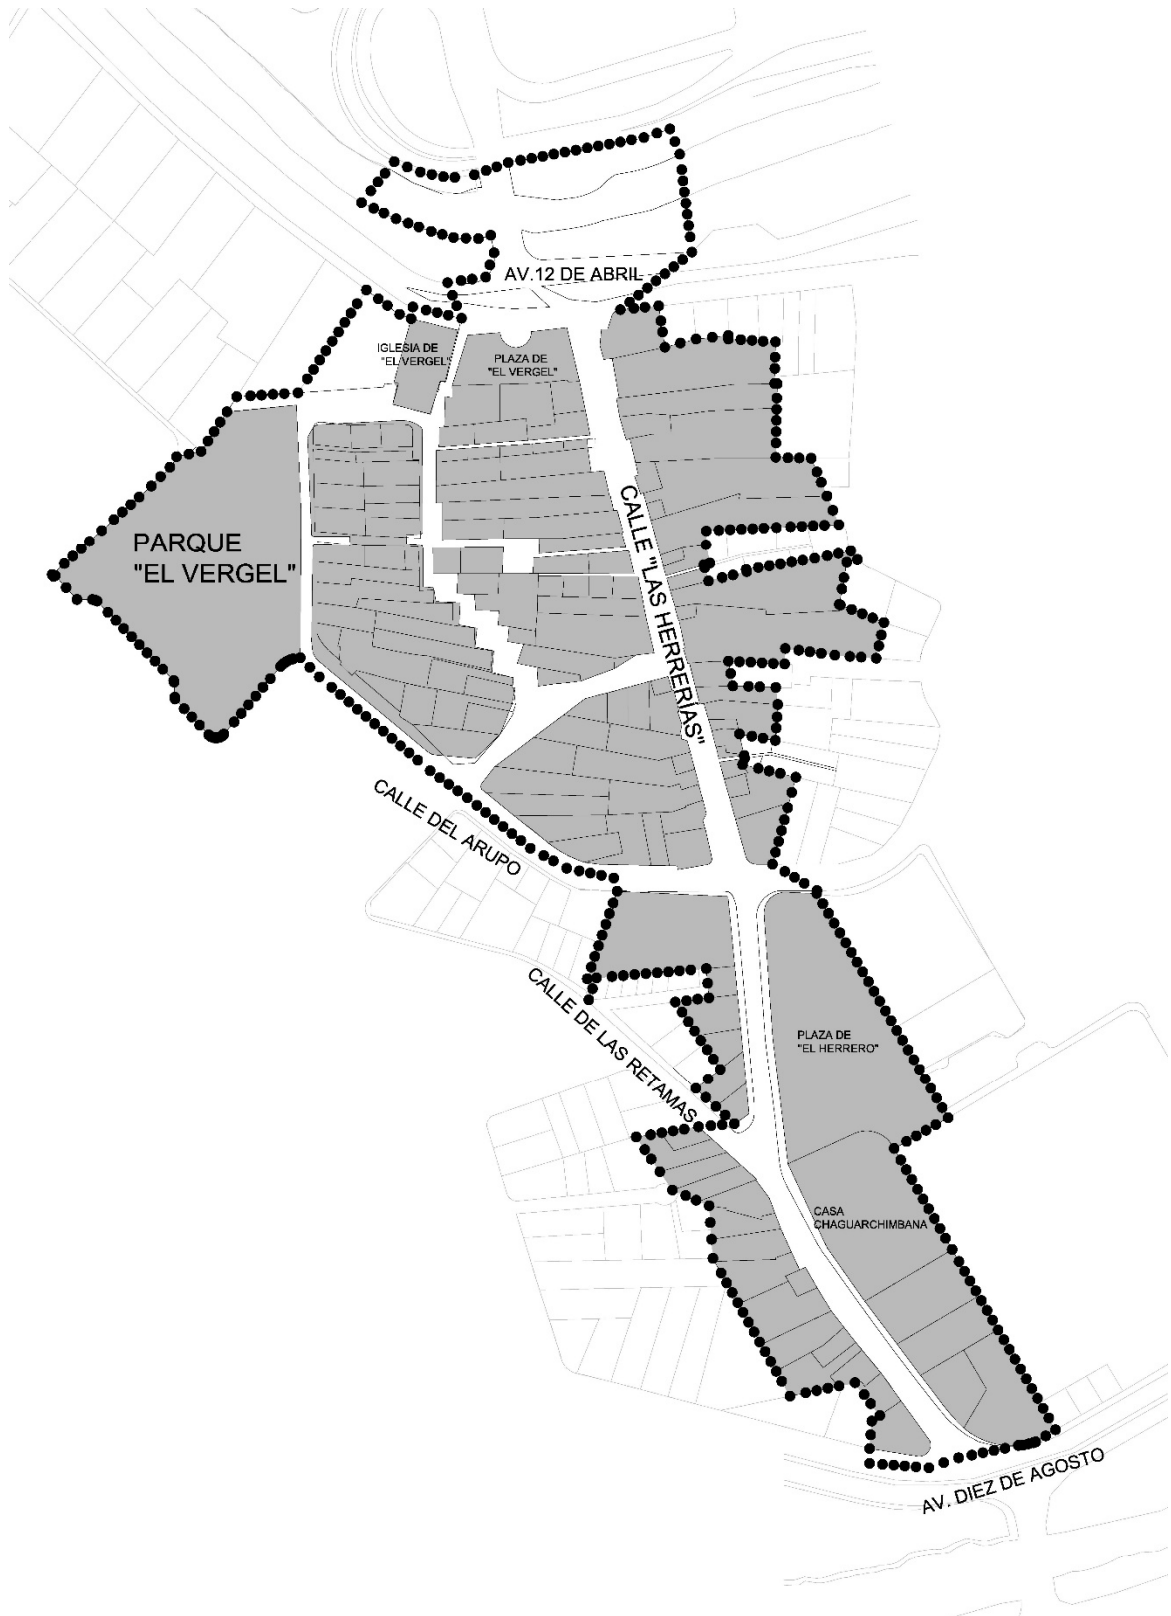 AV.12 DE ABRIL
IGLESIA DE
"EL VERGEL"
PLAZA DE
"EL VERGEL"
PARQUE
"EL VERGEL"
CALLE "LAS HERRERÍAS"
CALLE DEL ARUPO
CALLE DE LAS RETAMAS
PLAZA DE
"EL HERRERO"
CASA
CHAGUARCHIMBANA
AV. DIEZ DE AGOSTO